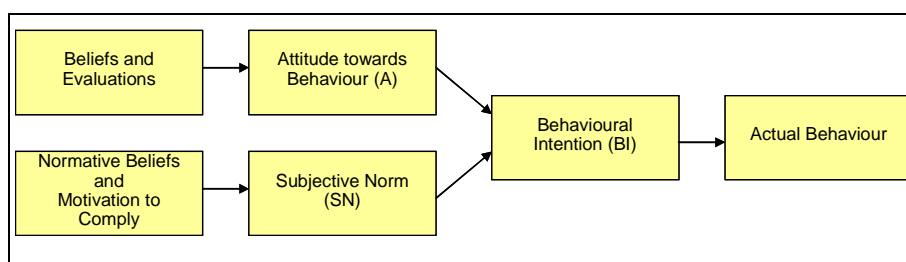 Beliefs and
Evaluations
Attitude towards
Behaviour (A)
Normative Beliefs
and
Motivation to
Comply
Subjective Norm
(SN)
Behavioural
Intention (BI)
Actual Behaviour